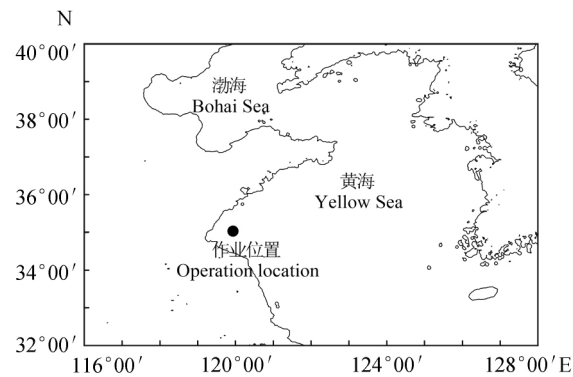 N
40°00′
渤海
Bohai Sea
38°00′
黄海
Yellow Sea
36°00′
作业位置
Operation location
34°00′
32°00′
116°00′ 120°00′ 124°00′ 128°00′E